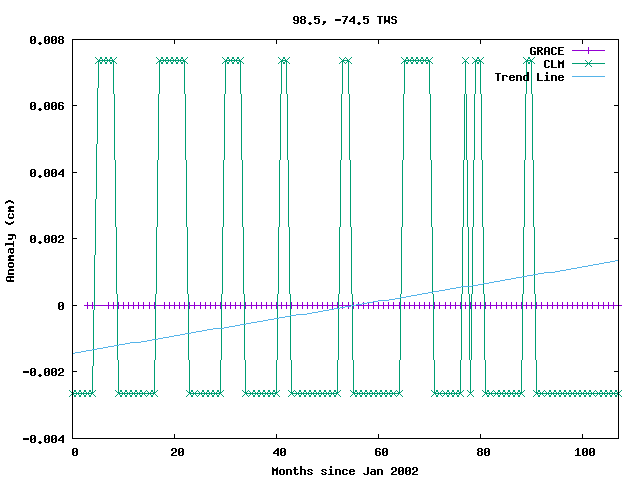 98.5, -74.5 TWS
0.008
0.006
0.004
0.002
0
-0.002
-0.004
Anomaly (cm)
GRACE
CLM
Trend Line
0 20 40 60 80 100
Months since Jan 2002